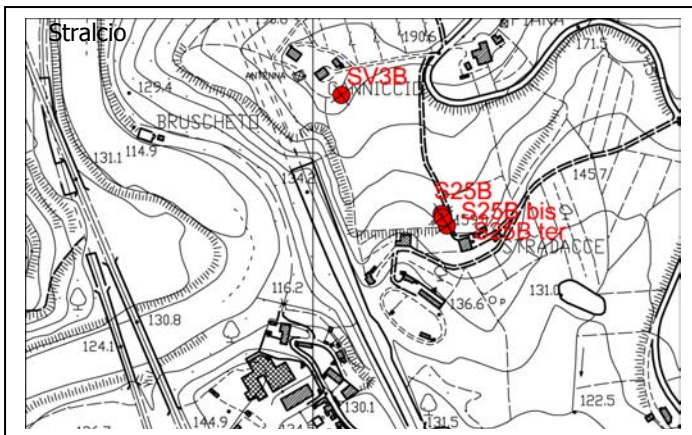 Stralcio
190.6
PIANA
171.5
ANTENNA
SV3B
129.4
BRUSCHETO
131.1
114.9
145.7
S25B
S25B bis
S25B ter
STRADACCE
116.2
136.6
131.0
130.8
124.1
130.1
131.5
122.5
144.9